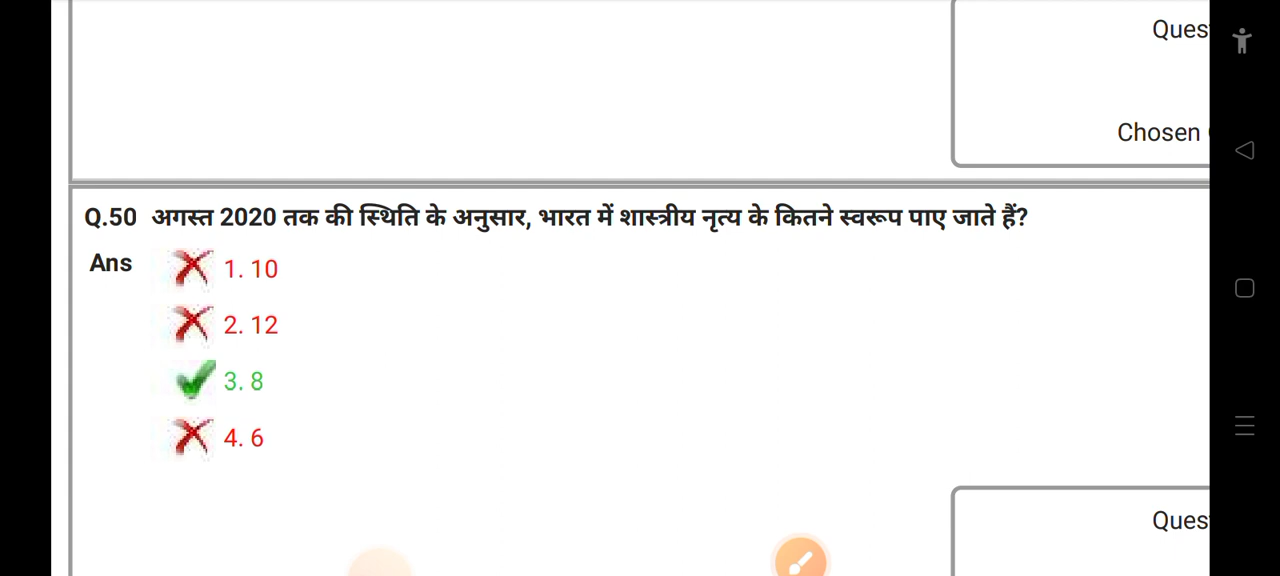 Ques
Chosen
Q.50 अगस्त 2020 तक की स्थिति के अनुसार, भारत में शास्त्रीय नृत्य के कितने स्वरूप पाए जाते हैं?
Ans 1. 10
2. 12
3. 8
4. 6
Ques